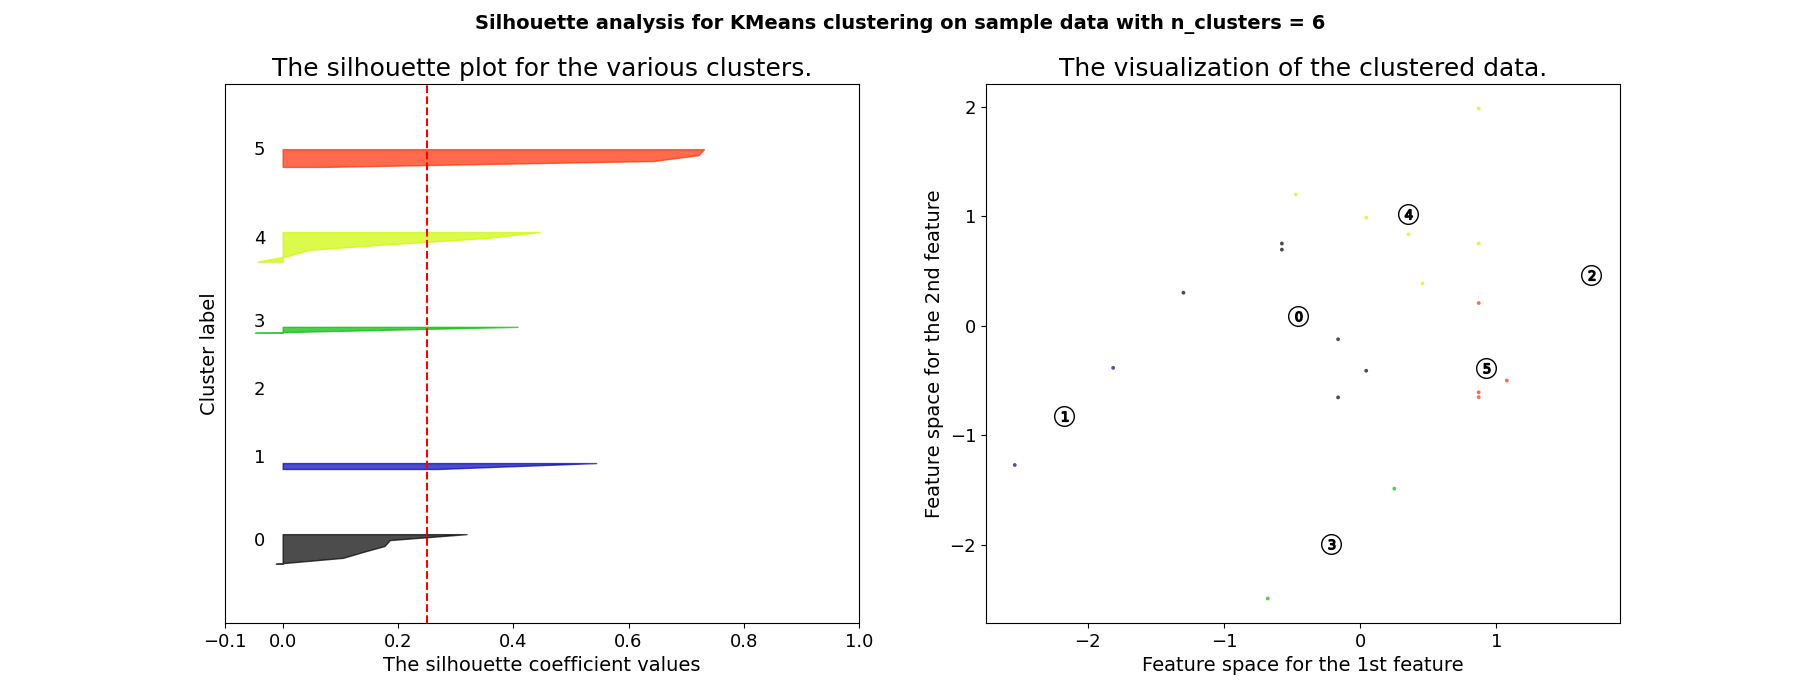 Silhouette analysis for KMeans clustering on sample data with n_clusters = 6
The silhouette plot for the various clusters.
5
4
3
2
1
0
Cluster label
−0.1 0.0 0.2 0.4 0.6 0.8 1.0
The silhouette coefficient values
The visualization of the clustered data.
2
1
0
−1
−2
Feature space for the 2nd feature
4
2
0
5
1
3
−2 −1 0 1
Feature space for the 1st feature